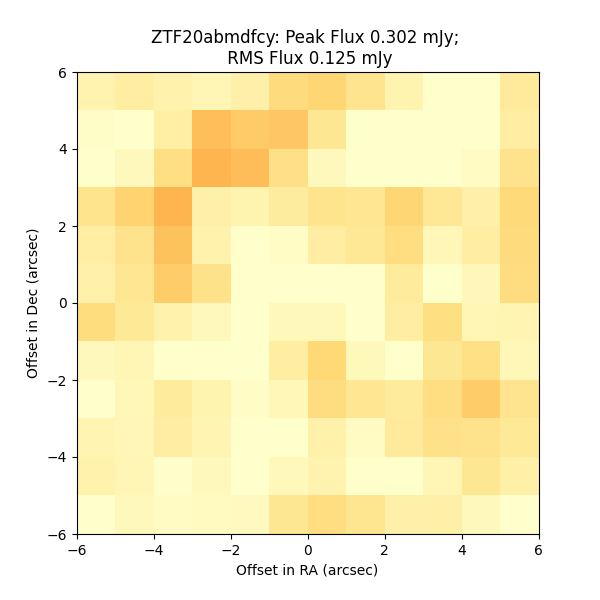 ZTF20abmdfcy: Peak Flux 0.302 mJy;
RMS Flux 0.125 mJy
6
4
2
0
−2
−4
−6
Offset in Dec (arcsec)
−6 −4 −2 0 2 4 6
Offset in RA (arcsec)